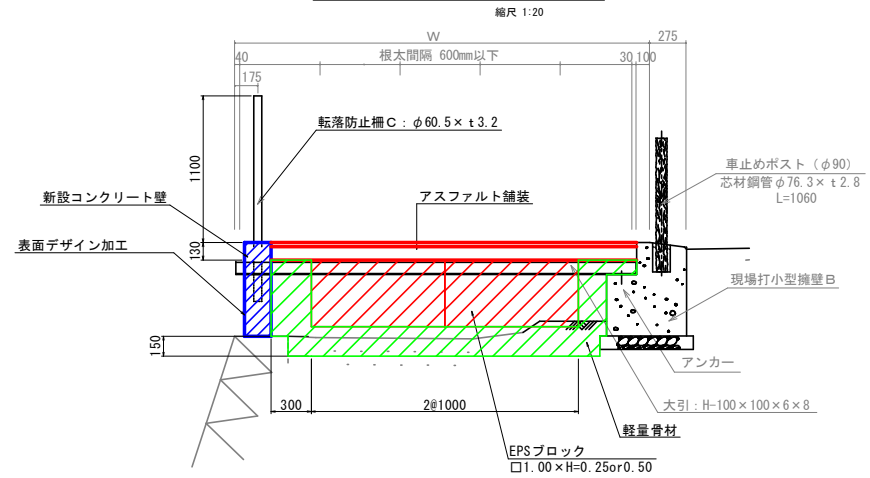 縮尺 1:20
W
275
根太間隔 600mm以下
40
30
100
175
転落防止柵C：φ60.5×t3.2
1100
車止めポスト（φ90）
芯材鋼管φ76.3×t2.8
L=1060
新設コンクリート壁
アスファルト舗装
表面デザイン加工
130
現場打小型擁壁B
150
アンカー
300
2@1000
大引：H-100×100×6×8
軽量骨材
EPSブロック
□1.00×H=0.25or0.50